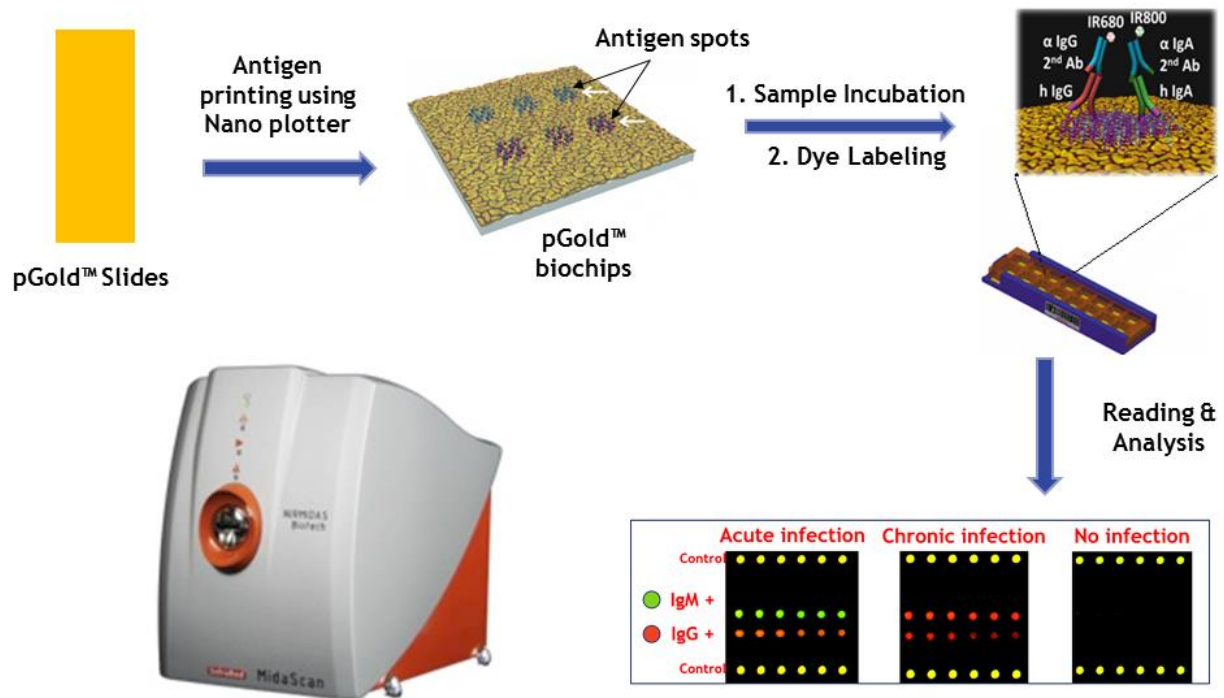 pGold™ Slides
Antigen
printing using
Nano plotter
Antigen spots
pGold™
biochips
1. Sample Incubation
2. Dye Labeling
IR680 IR800
α IgG
2nd Ab
h IgG
α IgA
2nd Ab
h IgA
Reading &
Analysis
NIRMIDAS
Biotech
MidaScan
Acute infection Chronic infection No infection
Control
IgM +
IgG +
Control